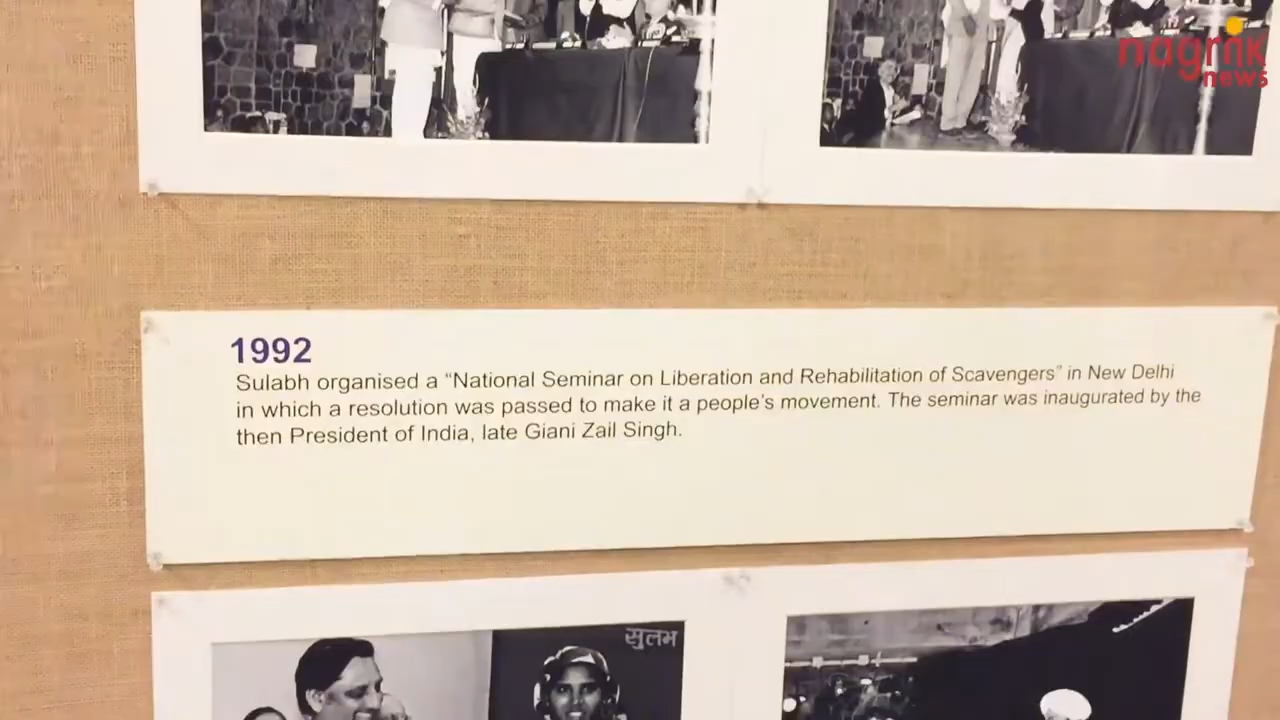 nagrik
news
1992
Sulabh organised a “National Seminar on Liberation and Rehabilitation of Scavengers” in New Delhi
in which a resolution was passed to make it a people’s movement. The seminar was inaugurated by the
then President of India, late Giani Zail Singh.
सुलभ